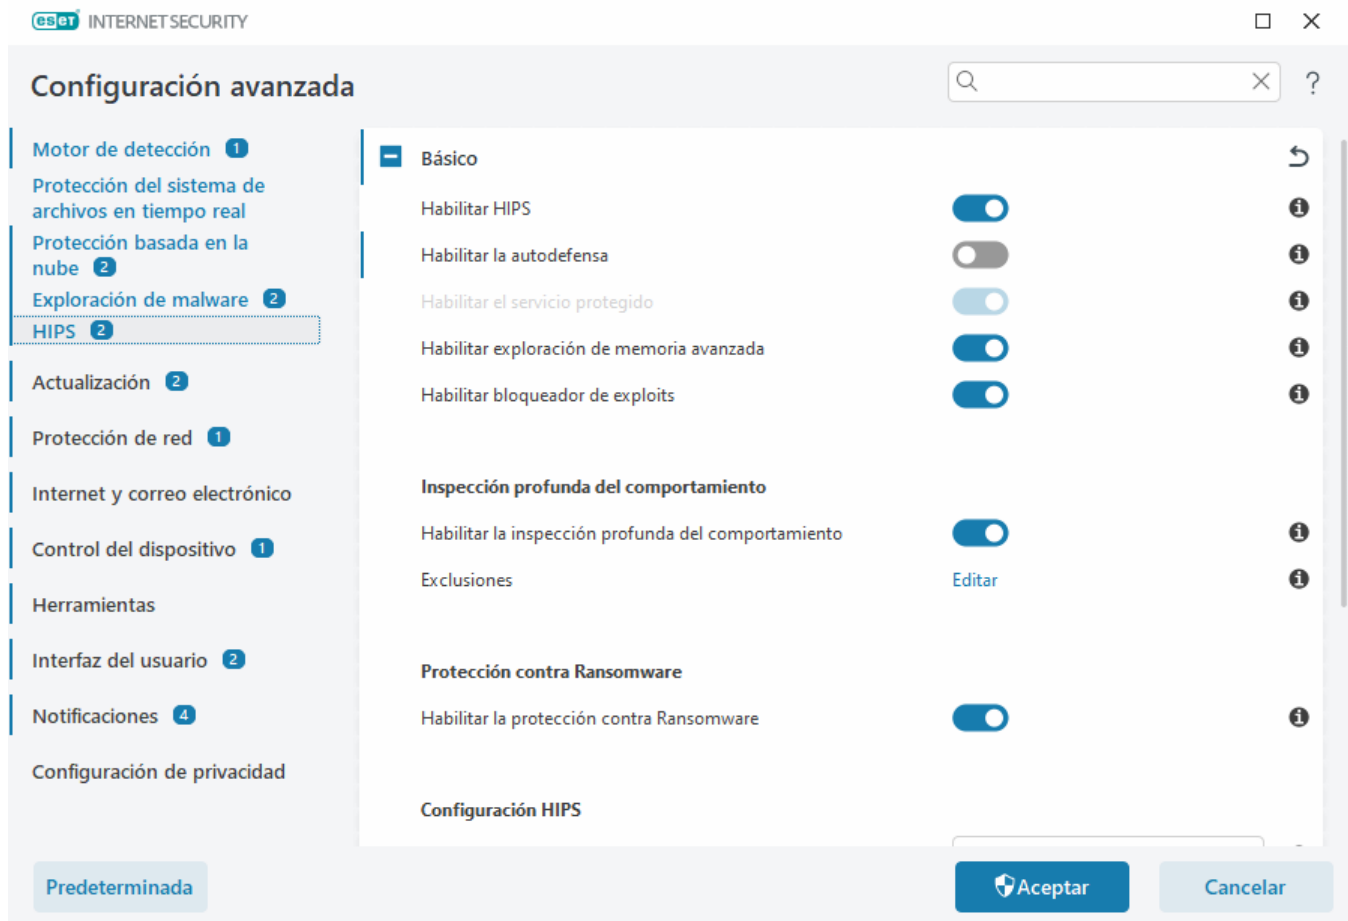 eset INTERNET SECURITY
Configuración avanzada
?
Motor de detección 1
Protección del sistema de
archivos en tiempo real
Protección basada en la
nube 2
Exploración de malware 2
HIPS 2
Actualización 2
Protección de red 1
Internet y correo electrónico
Control del dispositivo 1
Herramientas
Interfaz del usuario 2
Notificaciones 4
Configuración de privacidad
Básico
Habilitar HIPS
Habilitar la autodefensa
Habilitar el servicio protegido
Habilitar exploración de memoria avanzada
Habilitar bloqueador de exploits
Inspección profunda del comportamiento
Habilitar la inspección profunda del comportamiento
Exclusiones Editar
Protección contra Ransomware
Habilitar la protección contra Ransomware
Configuración HIPS
Predeterminada
Aceptar
Cancelar